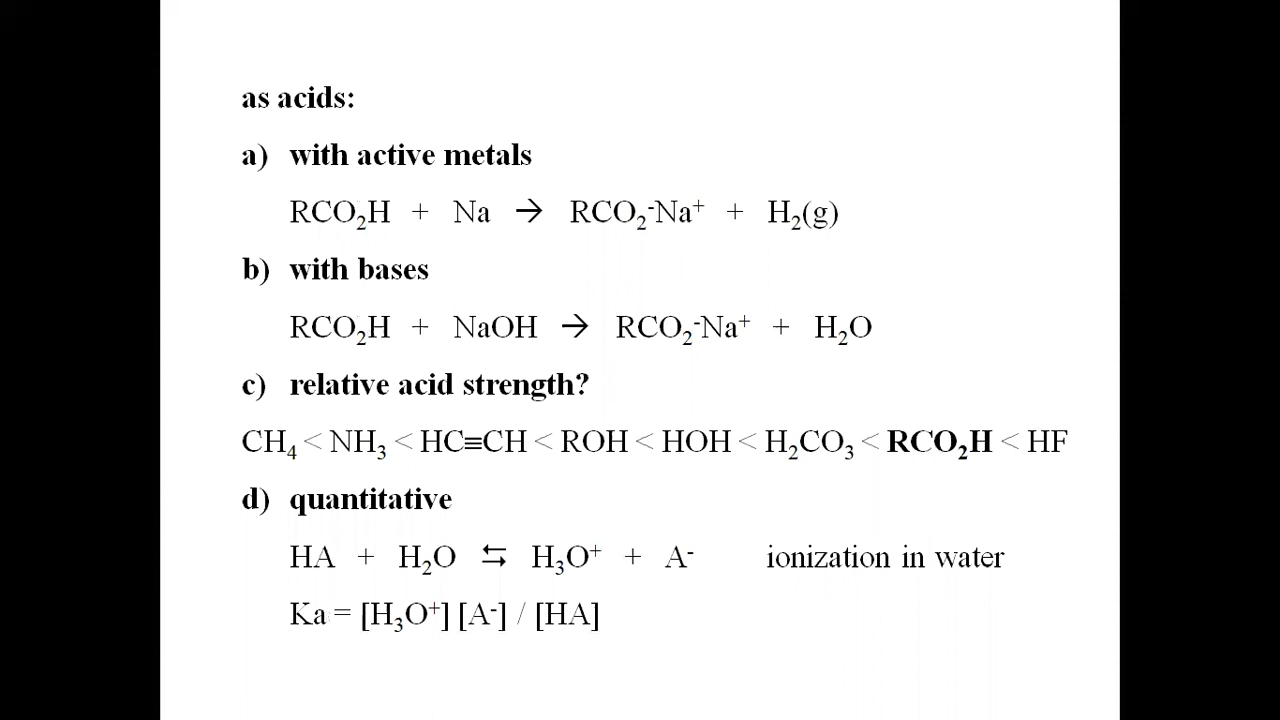 as acids:
a) with active metals
RCO₂H + Na → RCO₂⁻Na⁺ + H₂(g)
b) with bases
RCO₂H + NaOH → RCO₂⁻Na⁺ + H₂O
c) relative acid strength?
CH₄ < NH₃ < HC≡CH < ROH < HOH < H₂CO₃ < RCO₂H < HF
d) quantitative
HA + H₂O ⇆ H₃O⁺ + A⁻ ionization in water
Ka = [H₃O⁺] [A⁻] / [HA]